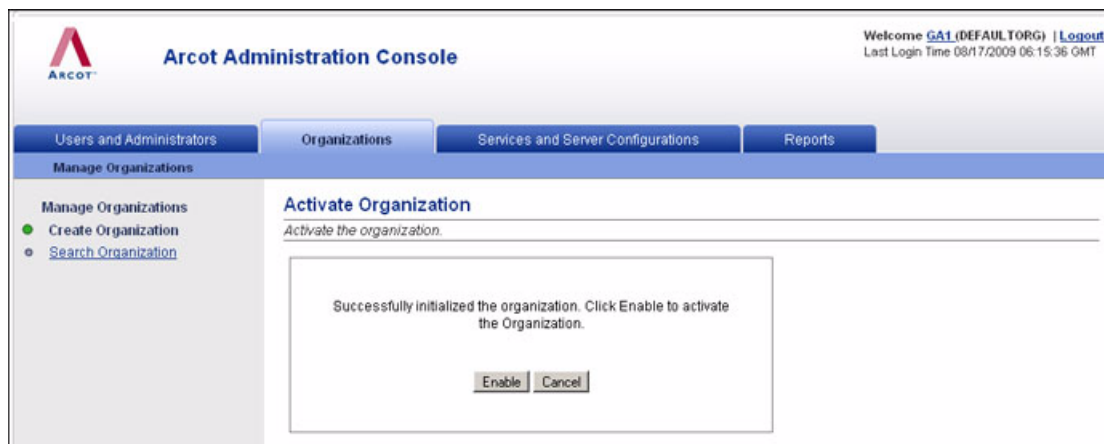 ARCOT™
Arcot Administration Console
Welcome GA1 (DEFAULTORG) | Logout
Last Login Time 08/17/2009 06:15:36 GMT
Users and Administrators
Organizations
Services and Server Configurations
Reports
Manage Organizations
Manage Organizations
Create Organization
Search Organization
Activate Organization
Activate the organization.
Successfully initialized the organization. Click Enable to activate
the Organization.
Enable
Cancel